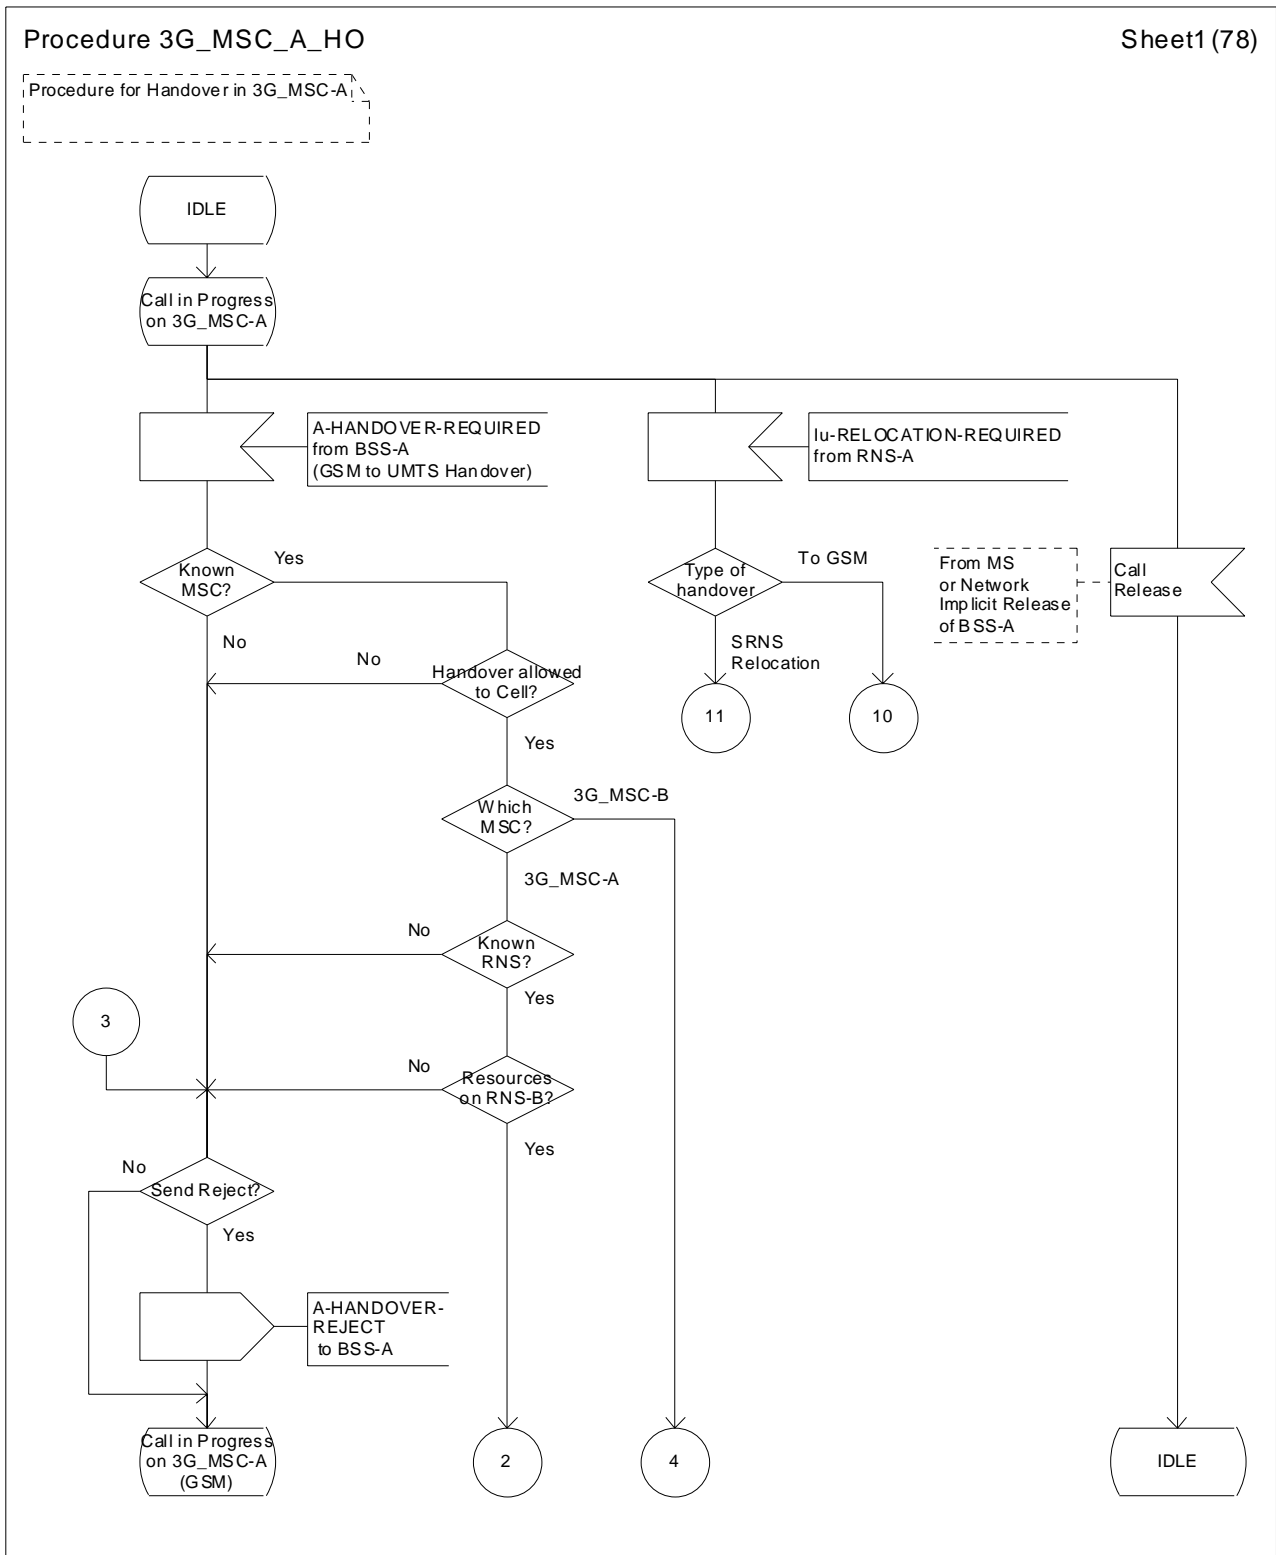 Procedure 3G_MSC_A_HO
Sheet1 (78)
Procedure for Handover in 3G_MSC-A
IDLE
Call in Progress
on 3G_MSC-A
A-HANDOVER-REQUIRED
from BSS-A
(GSM to UMTS Handover)
Iu-RELOCATION-REQUIRED
from RNS-A
Known
MSC?
Yes
No
Type of
handover
To GSM
SRNS
Relocation
From MS
or Network
Implicit Release
of BSS-A
Call
Release
No
Handover allowed
to Cell?
Yes
11
10
Which
MSC?
3G_MSC-B
3G_MSC-A
No
Known
RNS?
Yes
3
No
Resources
on RNS-B?
Yes
No
Send Reject?
Yes
A-HANDOVER-
REJECT
to BSS-A
Call in Progress
on 3G_MSC-A
(GSM)
2
4
IDLE